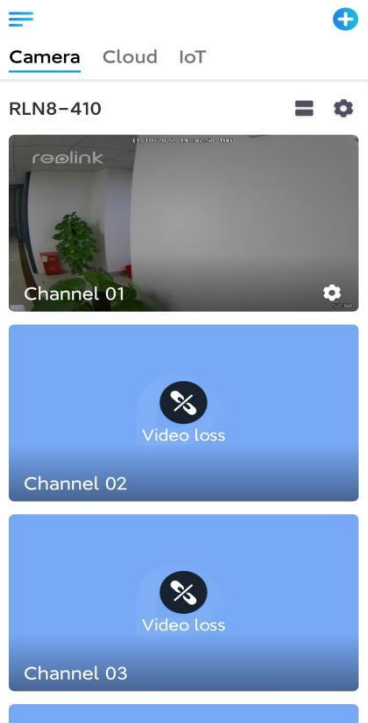 Camera Cloud IoT
RLN8-410
reolink
Channel 01
Video loss
Channel 02
Video loss
Channel 03